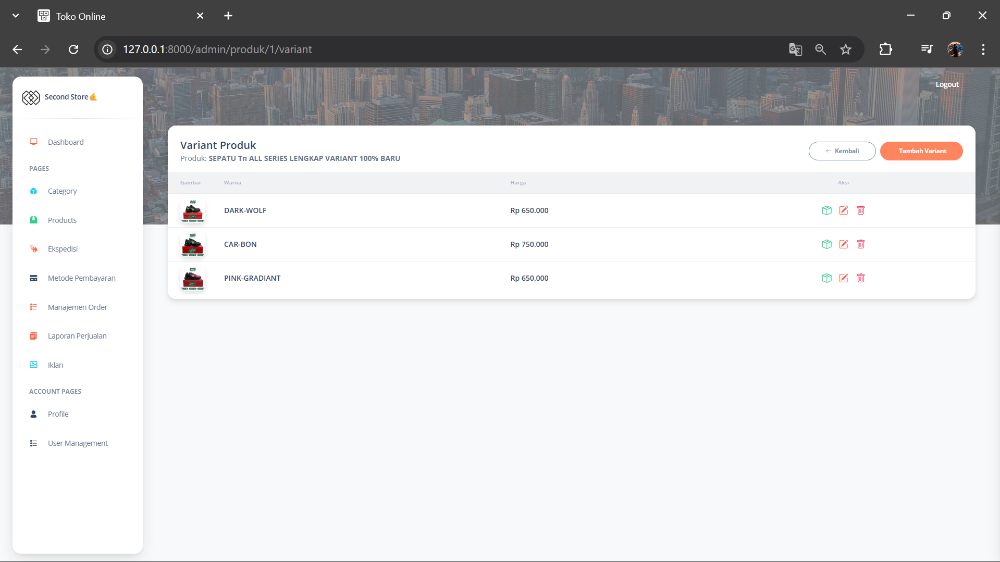 Toko Online
127.0.0.1:8000/admin/produk/1/variant
Second Store
Logout
Dashboard
PAGES
Category
Products
Ekspedisi
Metode Pembayaran
Manajemen Order
Laporan Perjualan
Iklan
ACCOUNT PAGES
Profile
User Management
Variant Produk
Produk: SEPATU Tn ALL SERIES LENGKAP VARIANT 100% BARU
← Kembali
Tambah Variant
Gambar Warna Harga Aksi
DARK-WOLF Rp 650.000
CAR-BON Rp 750.000
PINK-GRADIANT Rp 650.000